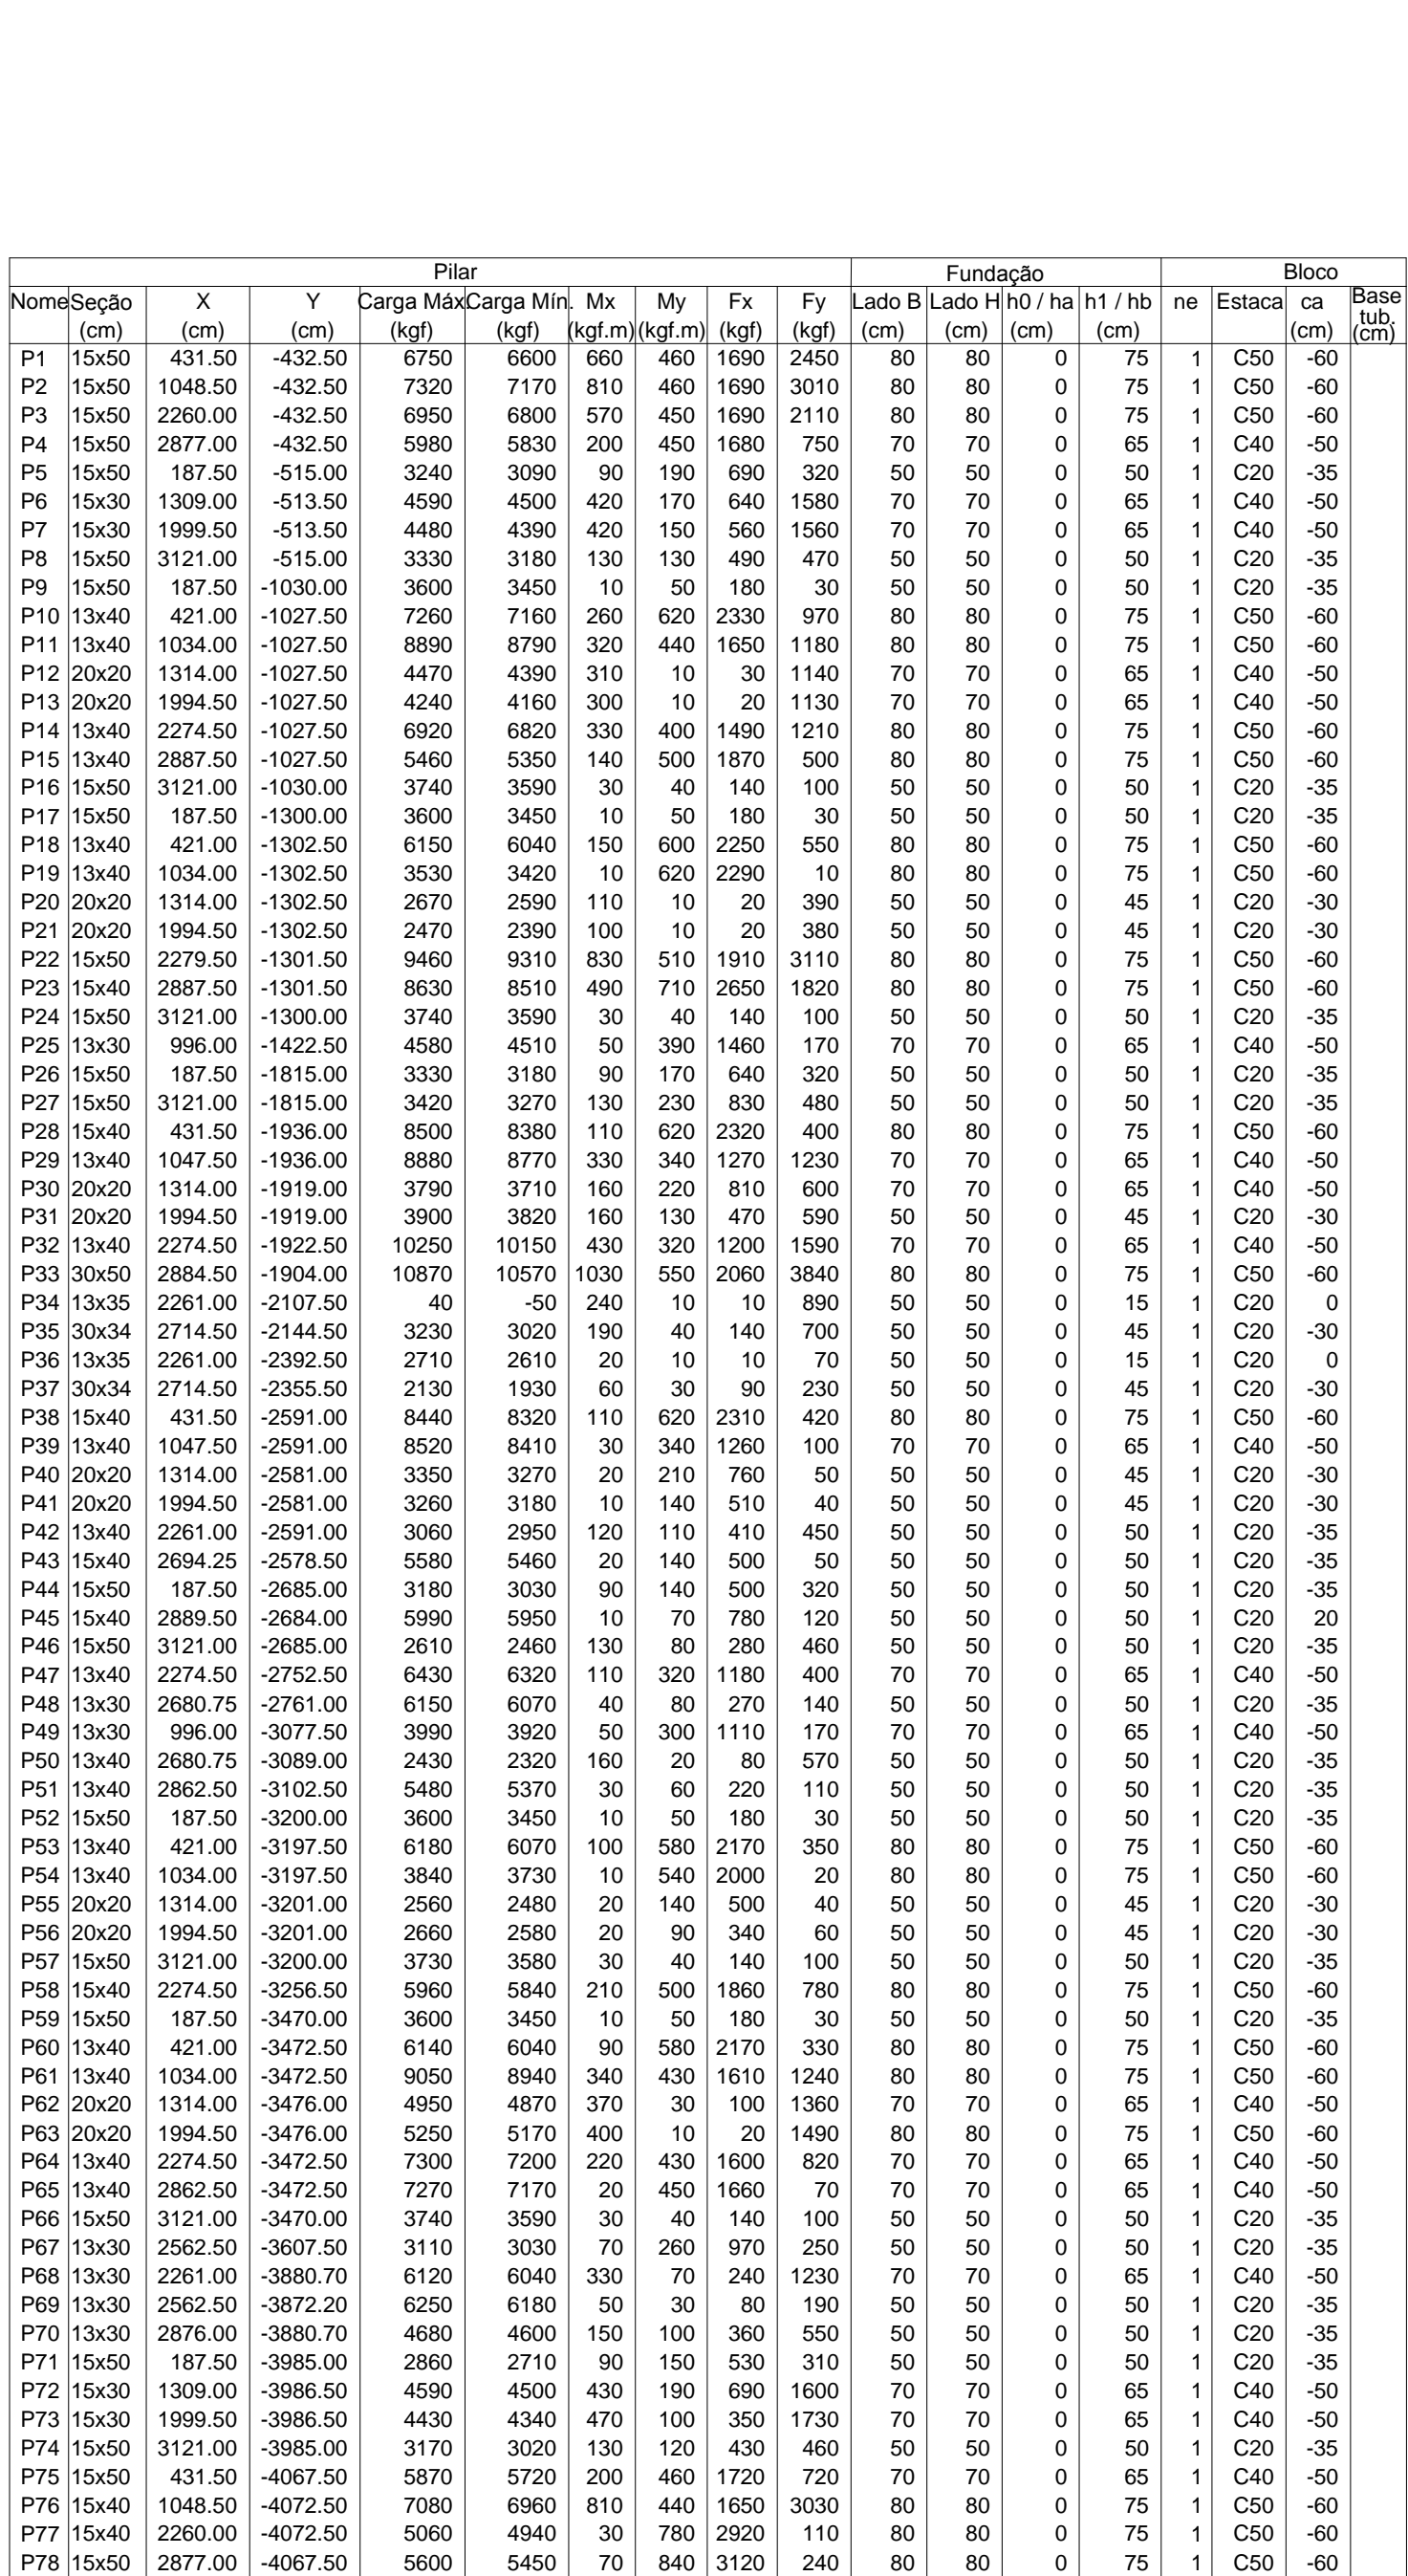 Pilar Fundação Bloco
Nome Seção X Y Carga Máx Carga Mín. Mx My Fx Fy Lado B Lado H h0 / ha h1 / hb ne Estaca ca Base tub.
(cm) (cm) (cm) (kgf) (kgf) (kgf.m) (kgf.m) (kgf) (kgf) (cm) (cm) (cm) (cm) (cm) (cm)
P1 15x50 431.50 -432.50 6750 6600 660 460 1690 2450 80 80 0 75 1 C50 -60
P2 15x50 1048.50 -432.50 7320 7170 810 460 1690 3010 80 80 0 75 1 C50 -60
P3 15x50 2260.00 -432.50 6950 6800 570 450 1690 2110 80 80 0 75 1 C50 -60
P4 15x50 2877.00 -432.50 5980 5830 200 450 1680 750 70 70 0 65 1 C40 -50
P5 15x50 187.50 -515.00 3240 3090 90 190 690 320 50 50 0 50 1 C20 -35
P6 15x30 1309.00 -513.50 4590 4500 420 170 640 1580 70 70 0 65 1 C40 -50
P7 15x30 1999.50 -513.50 4480 4390 420 150 560 1560 70 70 0 65 1 C40 -50
P8 15x50 3121.00 -515.00 3330 3180 130 130 490 470 50 50 0 50 1 C20 -35
P9 15x50 187.50 -1030.00 3600 3450 10 50 180 30 50 50 0 50 1 C20 -35
P10 13x40 421.00 -1027.50 7260 7160 260 620 2330 970 80 80 0 75 1 C50 -60
P11 13x40 1034.00 -1027.50 8890 8790 320 440 1650 1180 80 80 0 75 1 C50 -60
P12 20x20 1314.00 -1027.50 4470 4390 310 10 30 1140 70 70 0 65 1 C40 -50
P13 20x20 1994.50 -1027.50 4240 4160 300 10 20 1130 70 70 0 65 1 C40 -50
P14 13x40 2274.50 -1027.50 6920 6820 330 400 1490 1210 80 80 0 75 1 C50 -60
P15 13x40 2887.50 -1027.50 5460 5350 140 500 1870 500 80 80 0 75 1 C50 -60
P16 15x50 3121.00 -1030.00 3740 3590 30 40 140 100 50 50 0 50 1 C20 -35
P17 15x50 187.50 -1300.00 3600 3450 10 50 180 30 50 50 0 50 1 C20 -35
P18 13x40 421.00 -1302.50 6150 6040 150 600 2250 550 80 80 0 75 1 C50 -60
P19 13x40 1034.00 -1302.50 3530 3420 10 620 2290 10 80 80 0 75 1 C50 -60
P20 20x20 1314.00 -1302.50 2670 2590 110 10 20 390 50 50 0 45 1 C20 -30
P21 20x20 1994.50 -1302.50 2470 2390 100 10 20 380 50 50 0 45 1 C20 -30
P22 15x50 2279.50 -1301.50 9460 9310 830 510 1910 3110 80 80 0 75 1 C50 -60
P23 15x40 2887.50 -1301.50 8630 8510 490 710 2650 1820 80 80 0 75 1 C50 -60
P24 15x50 3121.00 -1300.00 3740 3590 30 40 140 100 50 50 0 50 1 C20 -35
P25 13x30 996.00 -1422.50 4580 4510 50 390 1460 170 70 70 0 65 1 C40 -50
P26 15x50 187.50 -1815.00 3330 3180 90 170 640 320 50 50 0 50 1 C20 -35
P27 15x50 3121.00 -1815.00 3420 3270 130 230 830 480 50 50 0 50 1 C20 -35
P28 15x40 431.50 -1936.00 8500 8380 110 620 2320 400 80 80 0 75 1 C50 -60
P29 13x40 1047.50 -1936.00 8880 8770 330 340 1270 1230 70 70 0 65 1 C40 -50
P30 20x20 1314.00 -1919.00 3790 3710 160 220 810 600 70 70 0 65 1 C40 -50
P31 20x20 1994.50 -1919.00 3900 3820 160 130 470 590 50 50 0 45 1 C20 -30
P32 13x40 2274.50 -1922.50 10250 10150 430 320 1200 1590 70 70 0 65 1 C40 -50
P33 30x50 2884.50 -1904.00 10870 10570 1030 550 2060 3840 80 80 0 75 1 C50 -60
P34 13x35 2261.00 -2107.50 40 -50 240 10 10 890 50 50 0 15 1 C20 0
P35 30x34 2714.50 -2144.50 3230 3020 190 40 140 700 50 50 0 45 1 C20 -30
P36 13x35 2261.00 -2392.50 2710 2610 20 10 10 70 50 50 0 15 1 C20 0
P37 30x34 2714.50 -2355.50 2130 1930 60 30 90 230 50 50 0 45 1 C20 -30
P38 15x40 431.50 -2591.00 8440 8320 110 620 2310 420 80 80 0 75 1 C50 -60
P39 13x40 1047.50 -2591.00 8520 8410 30 340 1260 100 70 70 0 65 1 C40 -50
P40 20x20 1314.00 -2581.00 3350 3270 20 210 760 50 50 50 0 45 1 C20 -30
P41 20x20 1994.50 -2581.00 3260 3180 10 140 510 40 50 50 0 45 1 C20 -30
P42 13x40 2261.00 -2591.00 3060 2950 120 110 410 450 50 50 0 50 1 C20 -35
P43 15x40 2694.25 -2578.50 5580 5460 20 140 500 50 50 50 0 50 1 C20 -35
P44 15x50 187.50 -2685.00 3180 3030 90 140 500 320 50 50 0 50 1 C20 -35
P45 15x40 2889.50 -2684.00 5990 5950 10 70 780 120 50 50 0 50 1 C20 20
P46 15x50 3121.00 -2685.00 2610 2460 130 80 280 460 50 50 0 50 1 C20 -35
P47 13x40 2274.50 -2752.50 6430 6320 110 320 1180 400 70 70 0 65 1 C40 -50
P48 13x30 2680.75 -2761.00 6150 6070 40 80 270 140 50 50 0 50 1 C20 -35
P49 13x30 996.00 -3077.50 3990 3920 50 300 1110 170 70 70 0 65 1 C40 -50
P50 13x40 2680.75 -3089.00 2430 2320 160 20 80 570 50 50 0 50 1 C20 -35
P51 13x40 2862.50 -3102.50 5480 5370 30 60 220 110 50 50 0 50 1 C20 -35
P52 15x50 187.50 -3200.00 3600 3450 10 50 180 30 50 50 0 50 1 C20 -35
P53 13x40 421.00 -3197.50 6180 6070 100 580 2170 350 80 80 0 75 1 C50 -60
P54 13x40 1034.00 -3197.50 3840 3730 10 540 2000 20 80 80 0 75 1 C50 -60
P55 20x20 1314.00 -3201.00 2560 2480 20 140 500 40 50 50 0 45 1 C20 -30
P56 20x20 1994.50 -3201.00 2660 2580 20 90 340 60 50 50 0 45 1 C20 -30
P57 15x50 3121.00 -3200.00 3730 3580 30 40 140 100 50 50 0 50 1 C20 -35
P58 15x40 2274.50 -3256.50 5960 5840 210 500 1860 780 80 80 0 75 1 C50 -60
P59 15x50 187.50 -3470.00 3600 3450 10 50 180 30 50 50 0 50 1 C20 -35
P60 13x40 421.00 -3472.50 6140 6040 90 580 2170 330 80 80 0 75 1 C50 -60
P61 13x40 1034.00 -3472.50 9050 8940 340 430 1610 1240 80 80 0 75 1 C50 -60
P62 20x20 1314.00 -3476.00 4950 4870 370 30 100 1360 70 70 0 65 1 C40 -50
P63 20x20 1994.50 -3476.00 5250 5170 400 10 20 1490 80 80 0 75 1 C50 -60
P64 13x40 2274.50 -3472.50 7300 7200 220 430 1600 820 70 70 0 65 1 C40 -50
P65 13x40 2862.50 -3472.50 7270 7170 20 450 1660 70 70 70 0 65 1 C40 -50
P66 15x50 3121.00 -3470.00 3740 3590 30 40 140 100 50 50 0 50 1 C20 -35
P67 13x30 2562.50 -3607.50 3110 3030 70 260 970 250 50 50 0 50 1 C20 -35
P68 13x30 2261.00 -3880.70 6120 6040 330 70 240 1230 70 70 0 65 1 C40 -50
P69 13x30 2562.50 -3872.20 6250 6180 50 30 80 190 50 50 0 50 1 C20 -35
P70 13x30 2876.00 -3880.70 4680 4600 150 100 360 550 50 50 0 50 1 C20 -35
P71 15x50 187.50 -3985.00 2860 2710 90 150 530 310 50 50 0 50 1 C20 -35
P72 15x30 1309.00 -3986.50 4590 4500 430 190 690 1600 70 70 0 65 1 C40 -50
P73 15x30 1999.50 -3986.50 4430 4340 470 100 350 1730 70 70 0 65 1 C40 -50
P74 15x50 3121.00 -3985.00 3170 3020 130 120 430 460 50 50 0 50 1 C20 -35
P75 15x50 431.50 -4067.50 5870 5720 200 460 1720 720 70 70 0 65 1 C40 -50
P76 15x40 1048.50 -4072.50 7080 6960 810 440 1650 3030 80 80 0 75 1 C50 -60
P77 15x40 2260.00 -4072.50 5060 4940 30 780 2920 110 80 80 0 75 1 C50 -60
P78 15x50 2877.00 -4067.50 5600 5450 70 840 3120 240 80 80 0 75 1 C50 -60